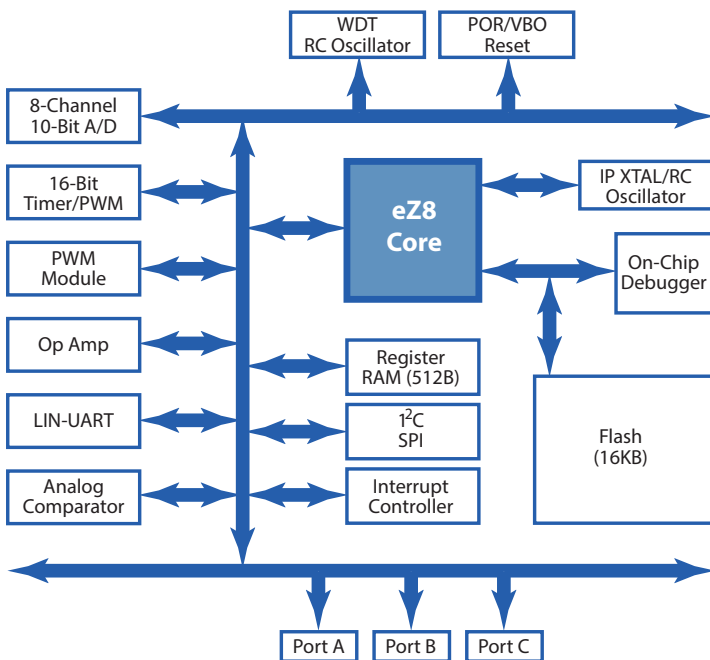 WDT
RC Oscillator
POR/VBO
Reset
8-Channel
10-Bit A/D
16-Bit
Timer/PWM
eZ8
Core
IP XTAL/RC
Oscillator
PWM
Module
On-Chip
Debugger
Op Amp
Register
RAM (512B)
LIN-UART
1²C
SPI
Flash
(16KB)
Analog
Comparator
Interrupt
Controller
Port A
Port B
Port C